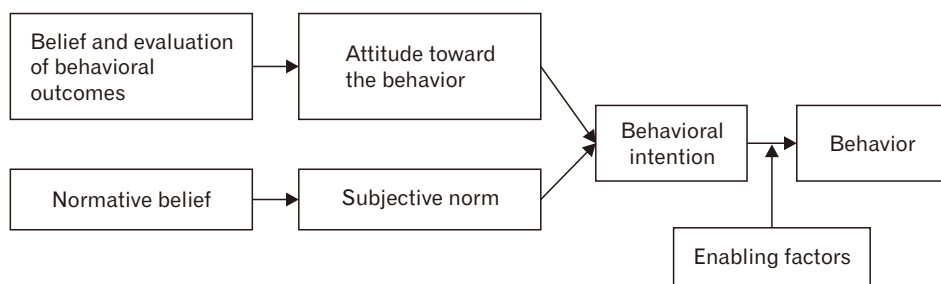 Belief and evaluation
of behavioral
outcomes
Attitude toward
the behavior
Behavioral
intention
Behavior
Normative belief
Subjective norm
Enabling factors